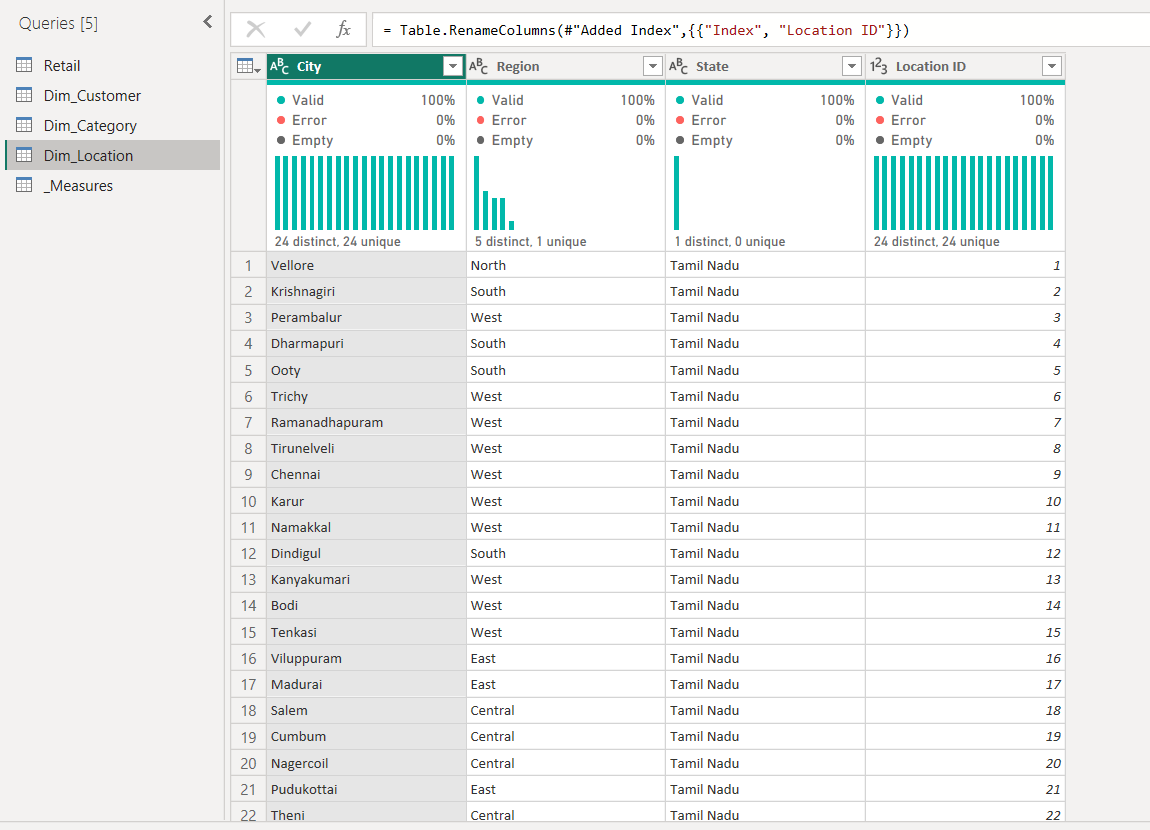 Queries [5]
Retail
Dim_Customer
Dim_Category
Dim_Location
_Measures
fx = Table.RenameColumns(#"Added Index",{{"Index", "Location ID"}})
ABC City ABC Region ABC State 123 Location ID
Valid 100% Valid 100% Valid 100% Valid 100%
Error 0% Error 0% Error 0% Error 0%
Empty 0% Empty 0% Empty 0% Empty 0%
24 distinct, 24 unique 5 distinct, 1 unique 1 distinct, 0 unique 24 distinct, 24 unique
1 Vellore North Tamil Nadu 1
2 Krishnagiri South Tamil Nadu 2
3 Perambalur West Tamil Nadu 3
4 Dharmapuri South Tamil Nadu 4
5 Ooty South Tamil Nadu 5
6 Trichy West Tamil Nadu 6
7 Ramanadhapuram West Tamil Nadu 7
8 Tirunelveli West Tamil Nadu 8
9 Chennai West Tamil Nadu 9
10 Karur West Tamil Nadu 10
11 Namakkal West Tamil Nadu 11
12 Dindigul South Tamil Nadu 12
13 Kanyakumari West Tamil Nadu 13
14 Bodi West Tamil Nadu 14
15 Tenkasi West Tamil Nadu 15
16 Viluppuram East Tamil Nadu 16
17 Madurai East Tamil Nadu 17
18 Salem Central Tamil Nadu 18
19 Cumbum Central Tamil Nadu 19
20 Nagercoil Central Tamil Nadu 20
21 Pudukottai East Tamil Nadu 21
22 Theni Central Tamil Nadu 22